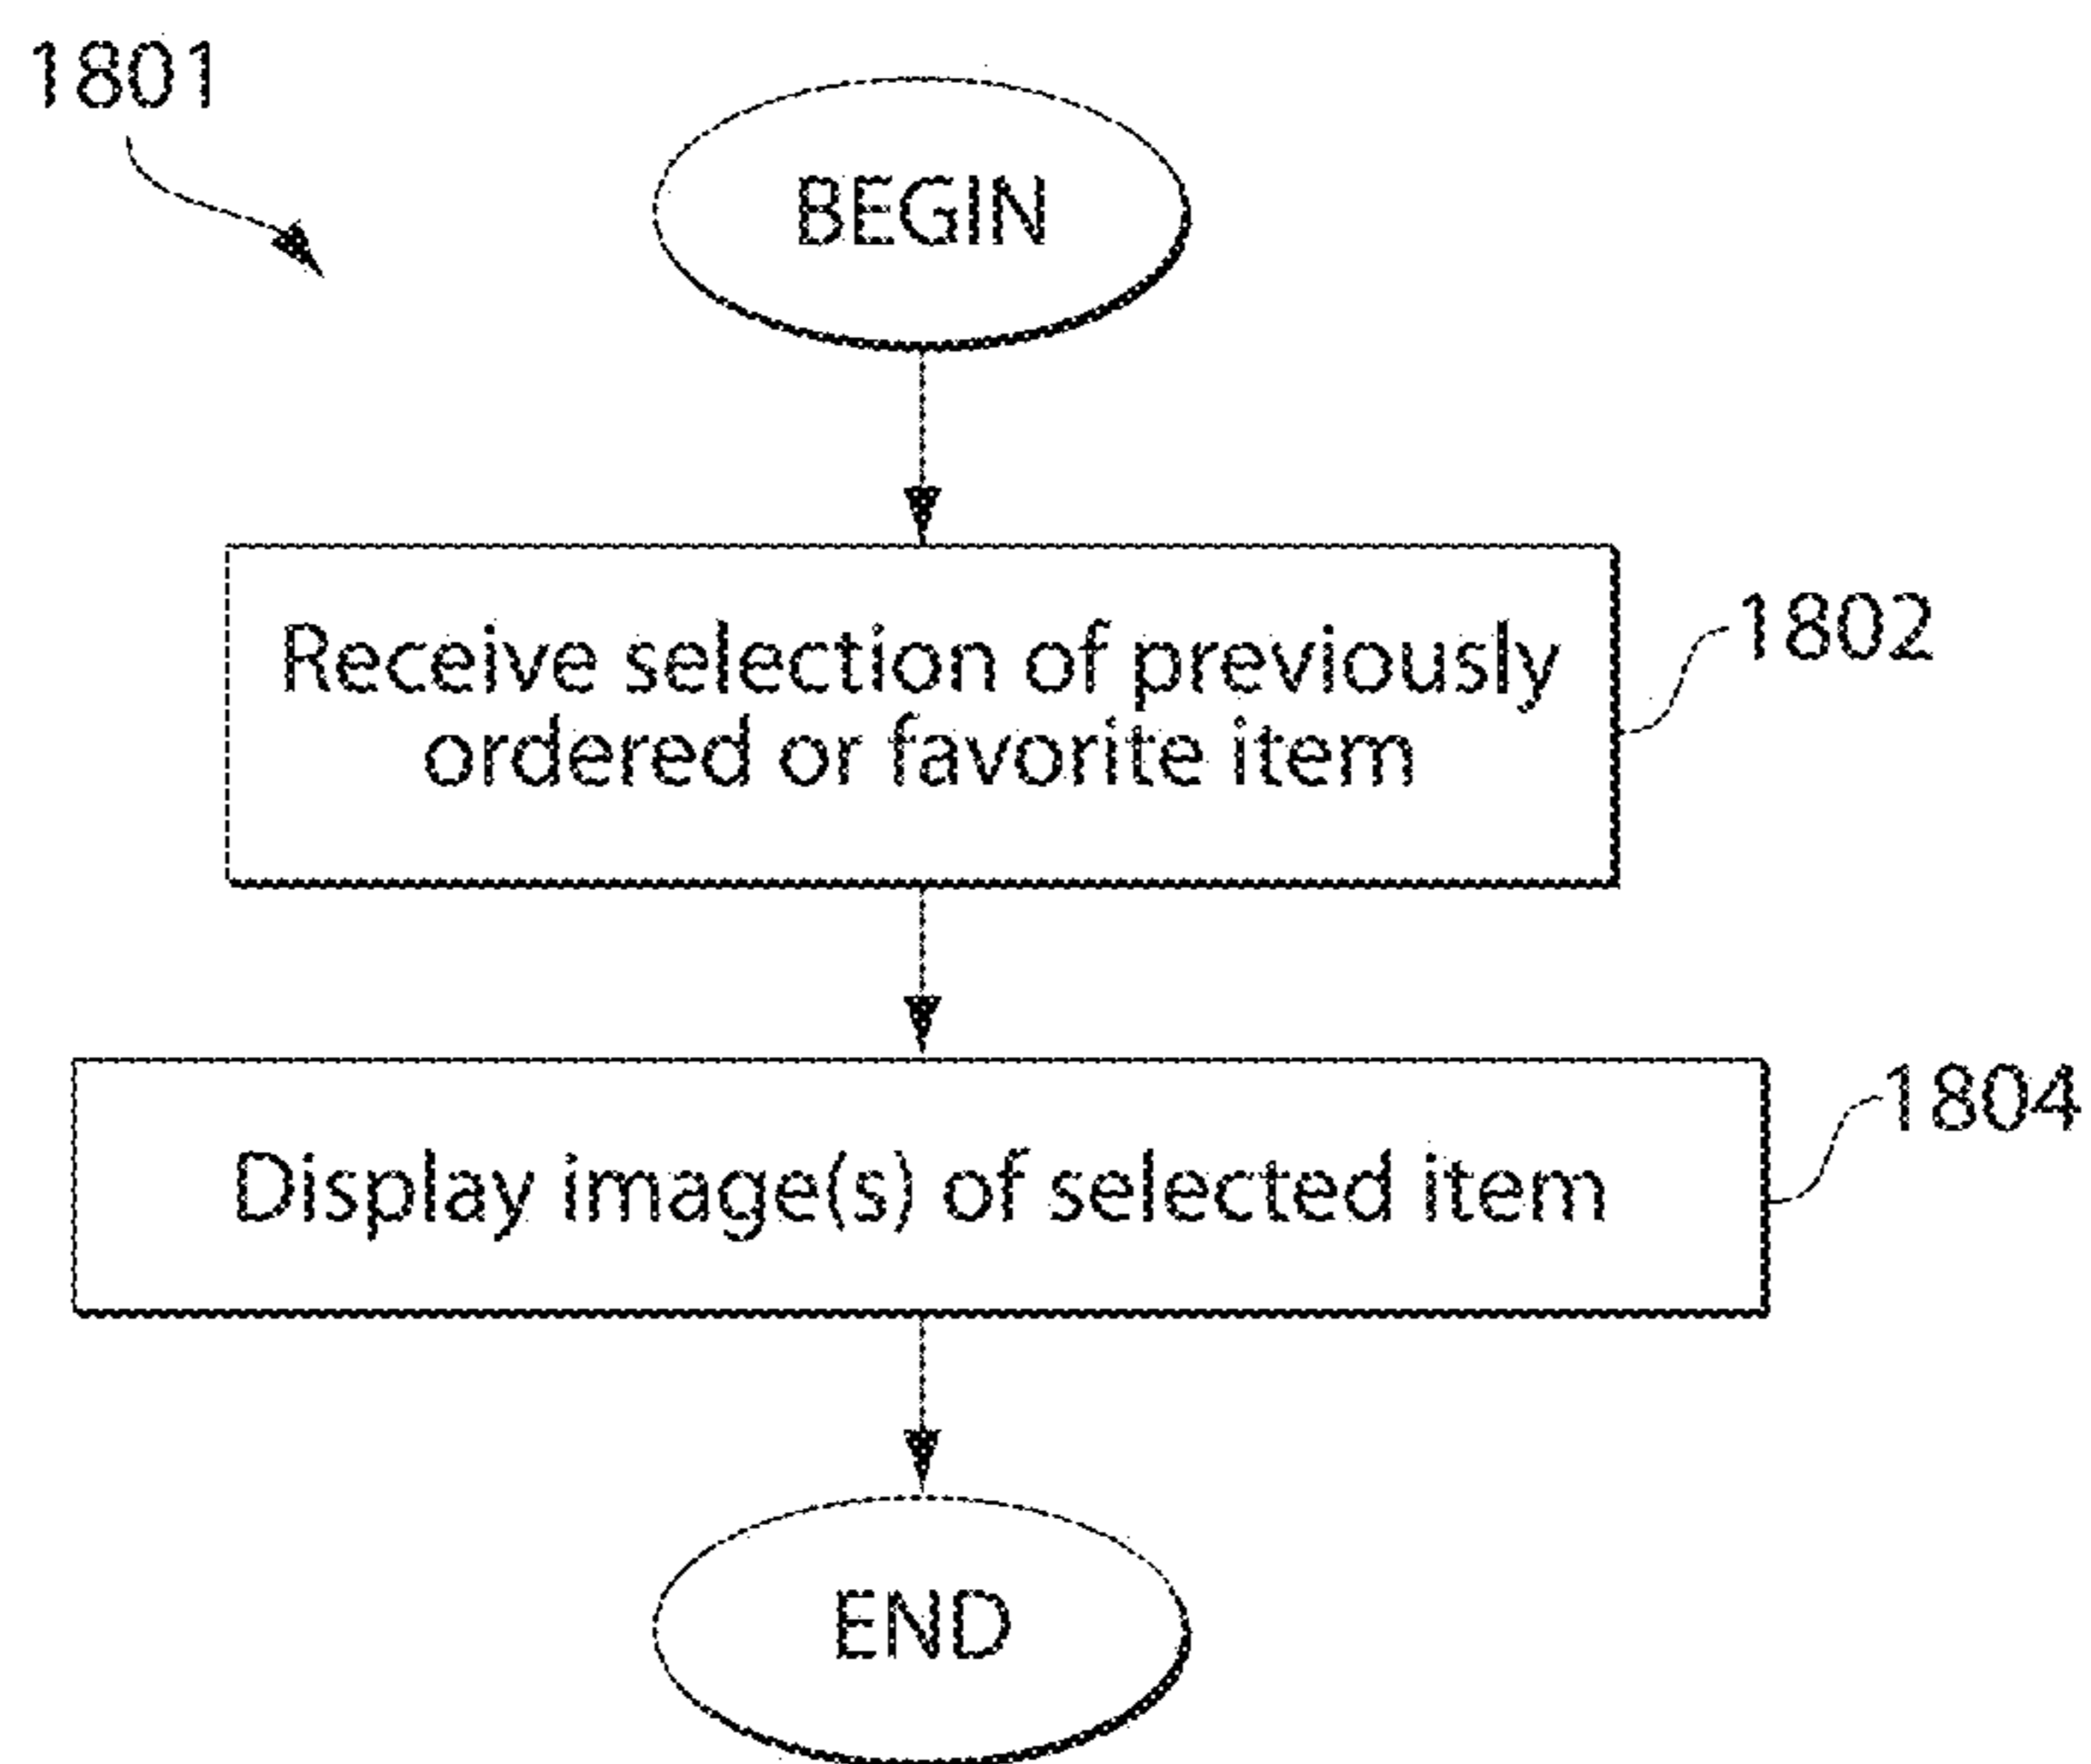 1801
BEGIN
Receive selection of previously
ordered or favorite item
1802
Display image(s) of selected item
1804
END